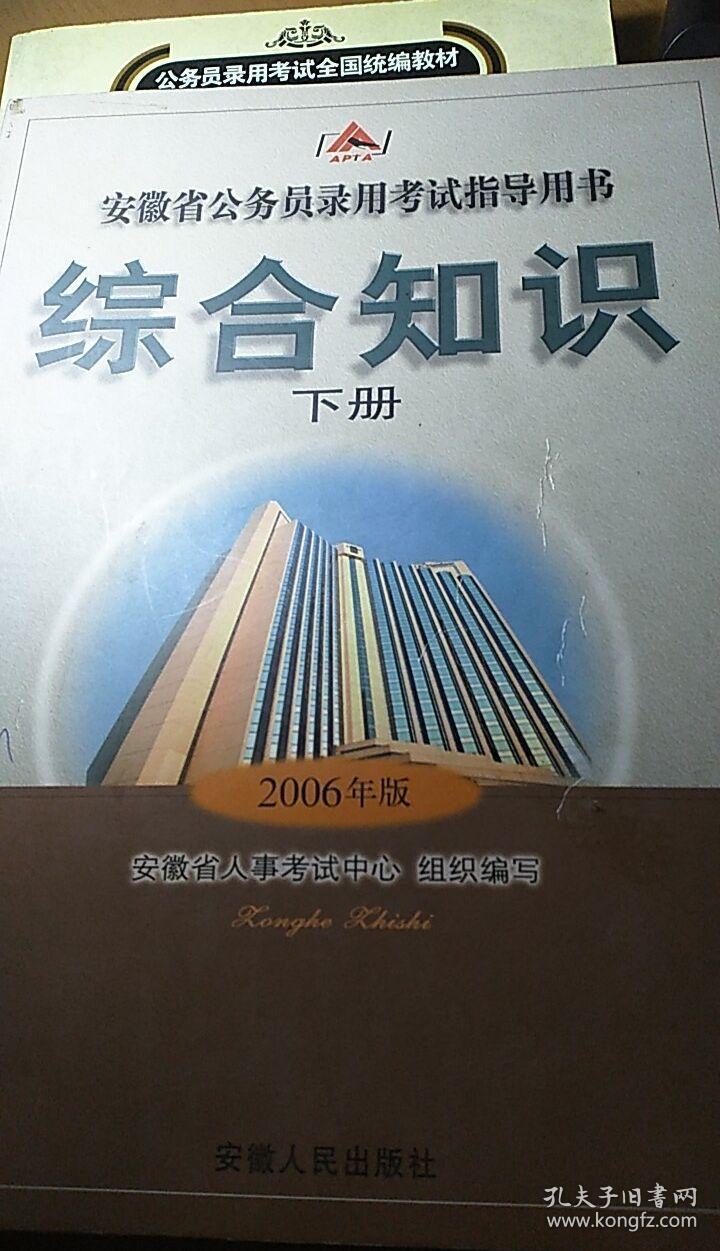 公务员录用考试全国统编教材
APTA
安徽省公务员录用考试指导用书
综合知识
下册
2006年版
安徽省人事考试中心 组织编写
Zonghe Zhishi
安徽人民出版社
孔夫子旧书网
www.kongfz.com